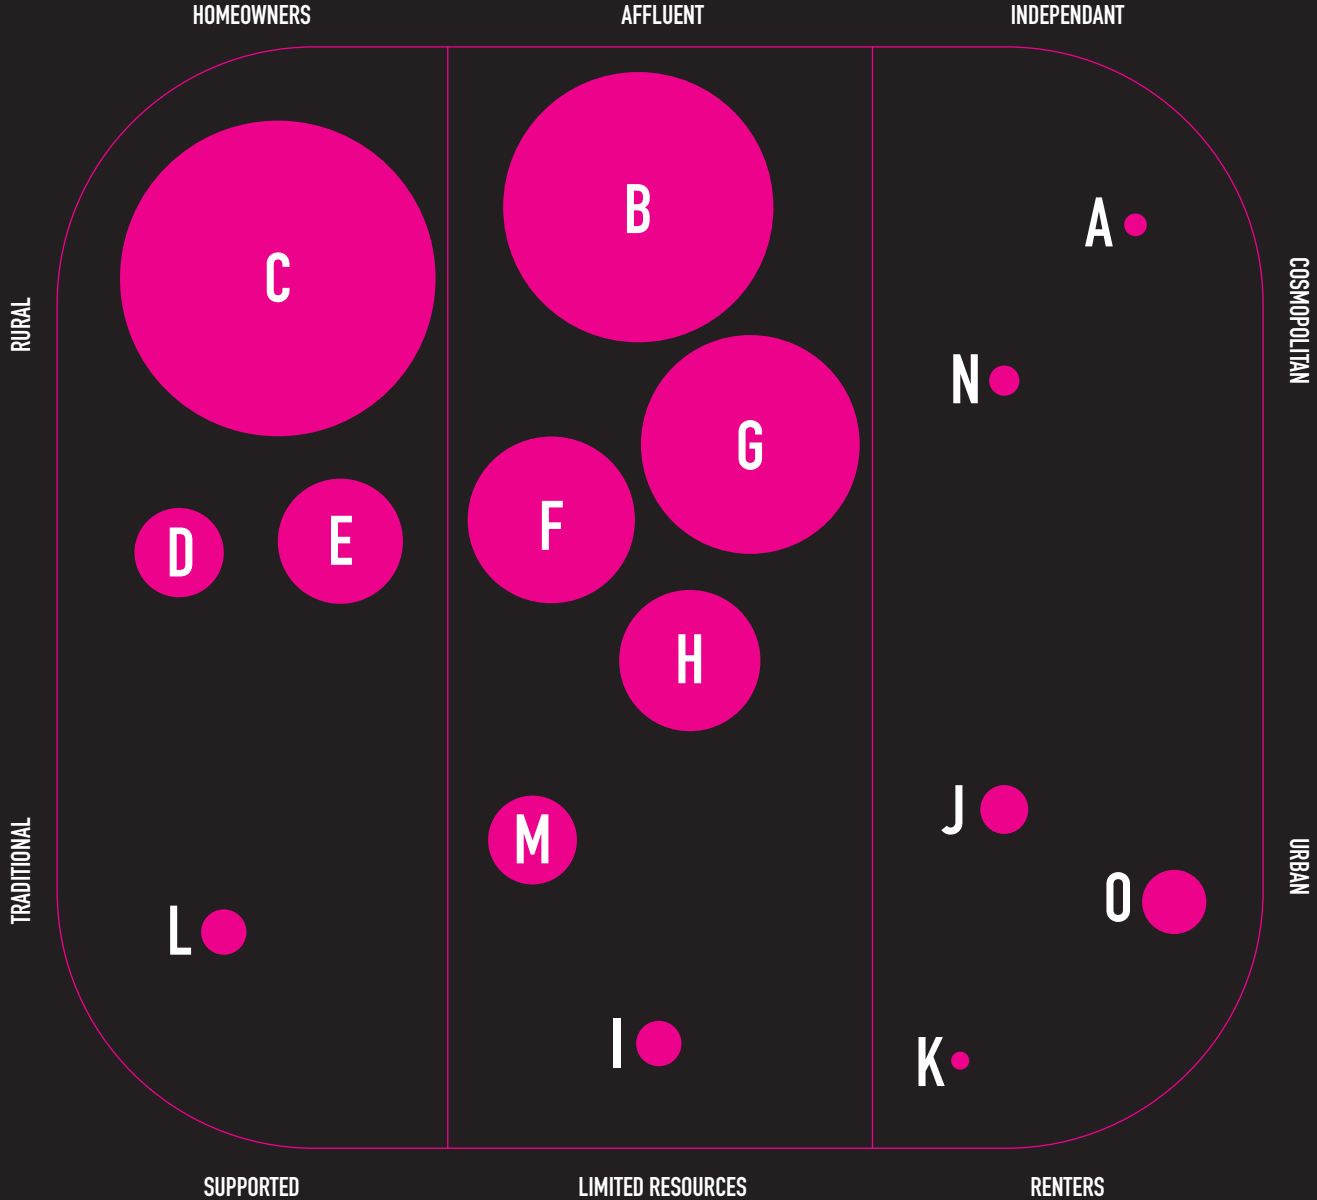 HOMEOWNERS
AFFLUENT
INDEPENDANT
B
A
C
COSMOPOLITAN
RURAL
N
G
F
E
D
H
J
M
TRADITIONAL
URBAN
O
L
I
K
SUPPORTED
LIMITED RESOURCES
RENTERS